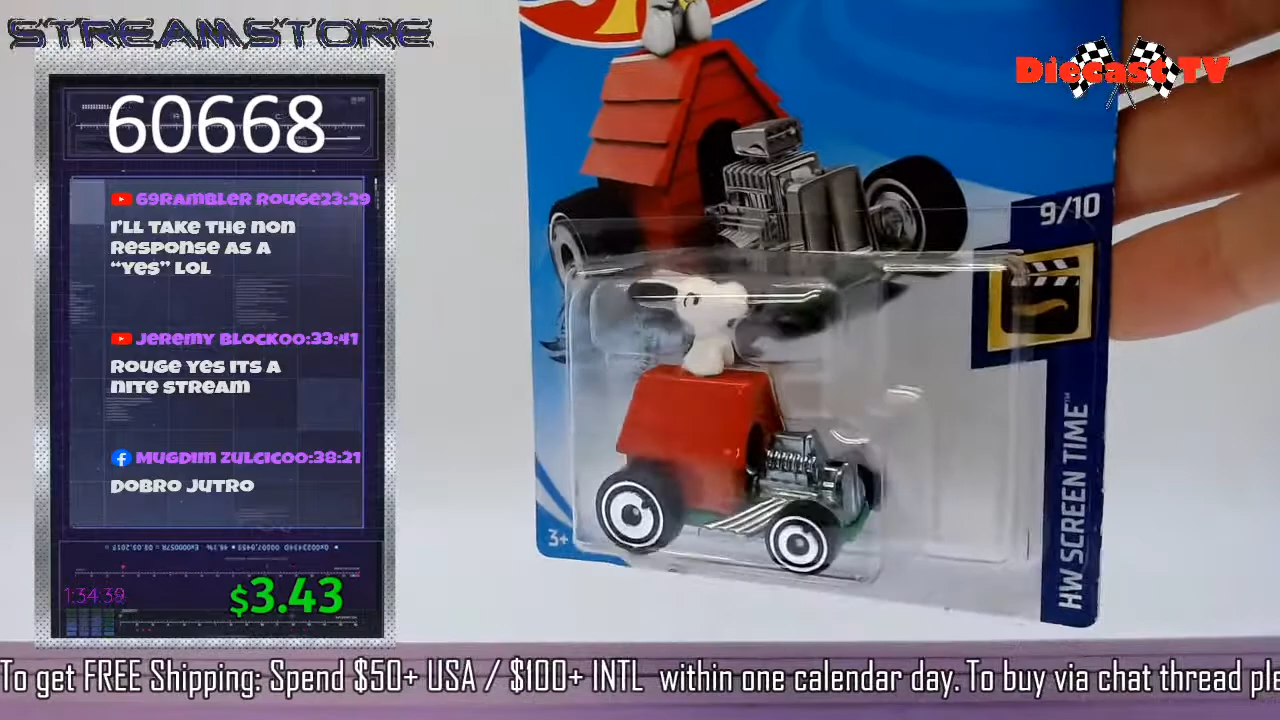 STREAMSTORE
Diecast TV
60668
69Rambler Rouge23:29
I'll take the non
response as a
“yes” lol
Jeremy Block00:33:41
Rouge yes its a
nite stream
Mugdim Zulcic00:38:21
dobro jutro
1:34:39
$3.43
9/10
HW SCREEN TIME™
3+
To get FREE Shipping: Spend $50+ USA / $100+ INTL within one calendar day. To buy via chat thread ple